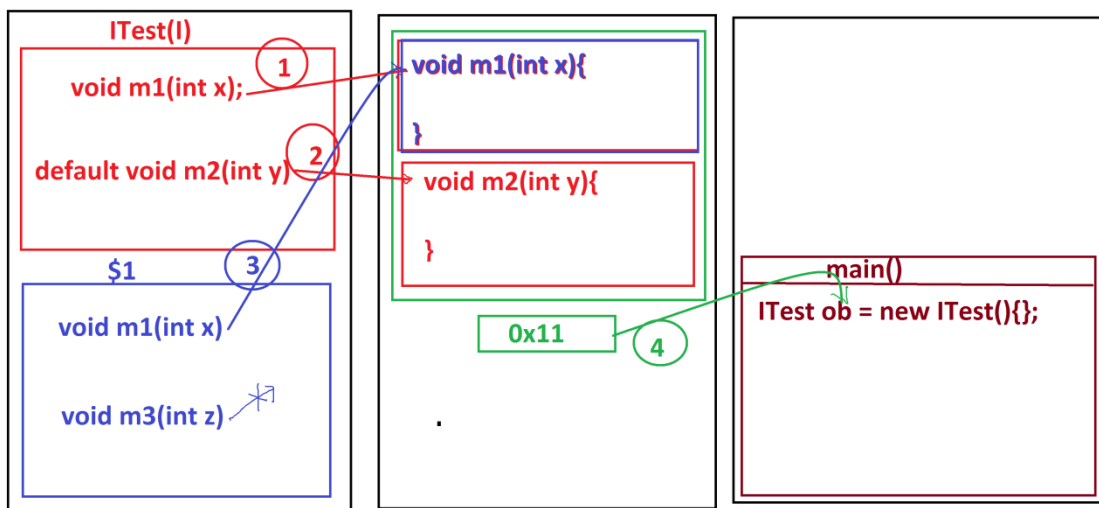 ITest(I)
1
void m1(int x);
2
default void m2(int y)
3
$1
void m1(int x)
void m3(int z)
void m1(int x){
}
void m2(int y){
}
0x11
4
main()
ITest ob = new ITest(){};